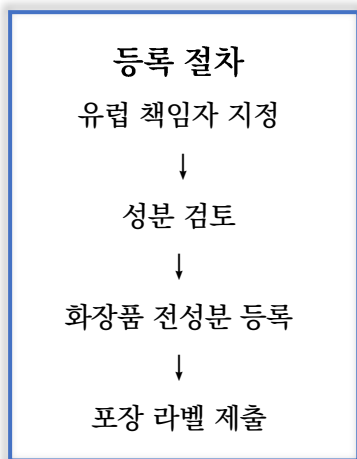 등록 절차
유럽 책임자 지정
↓
성분 검토
↓
화장품 전성분 등록
↓
포장 라벨 제출